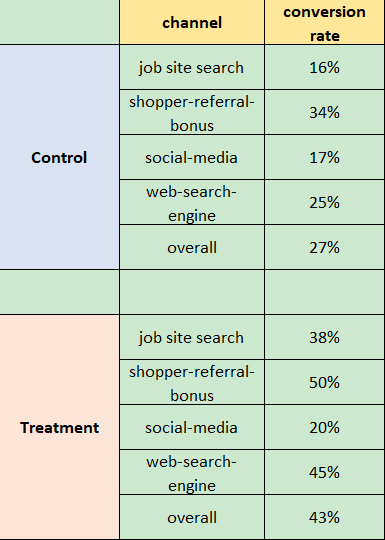 channel conversion
rate
job site search 16%
shopper-referral-
bonus 34%
Control social-media 17%
web-search-
engine 25%
overall 27%
job site search 38%
shopper-referral-
bonus 50%
Treatment social-media 20%
web-search-
engine 45%
overall 43%